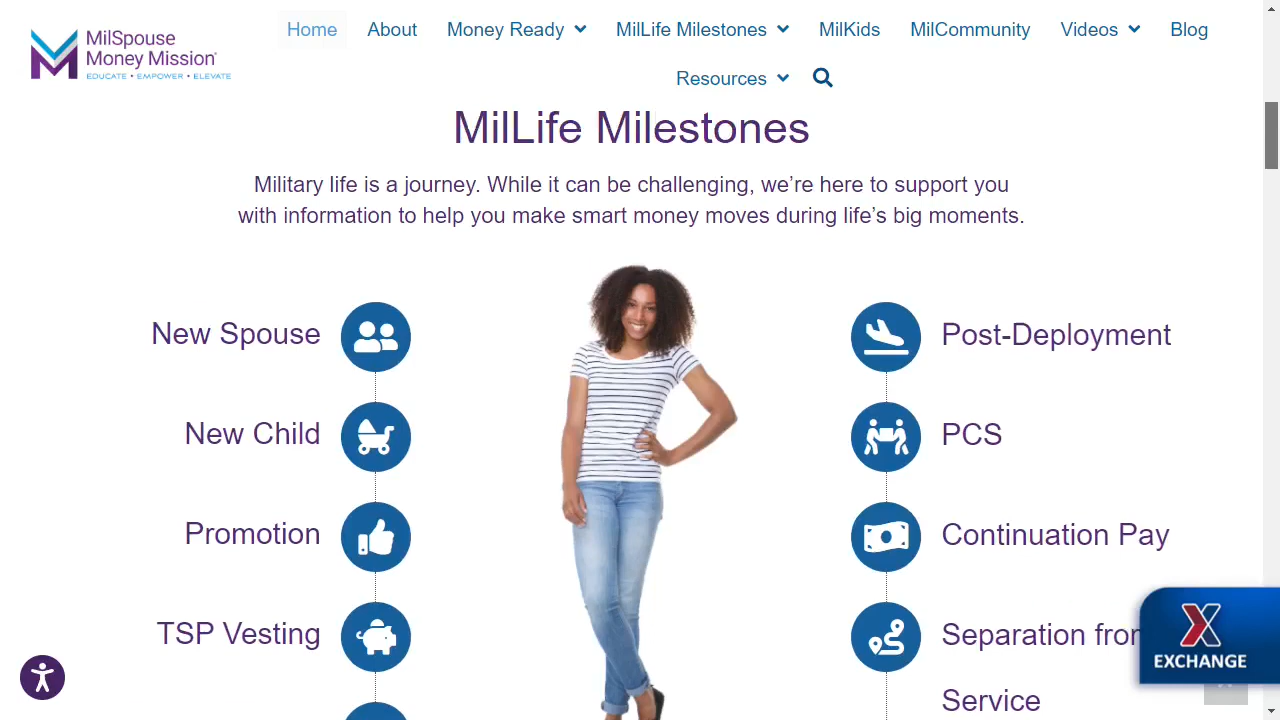 MilSpouse
Money Mission
EDUCATE • EMPOWER • ELEVATE
Home
About
Money Ready
MilLife Milestones
MilKids
MilCommunity
Videos
Blog
Resources
MilLife Milestones
Military life is a journey. While it can be challenging, we’re here to support you
with information to help you make smart money moves during life’s big moments.
New Spouse
New Child
Promotion
TSP Vesting
Post-Deployment
PCS
Continuation Pay
Separation from
Service
X
EXCHANGE